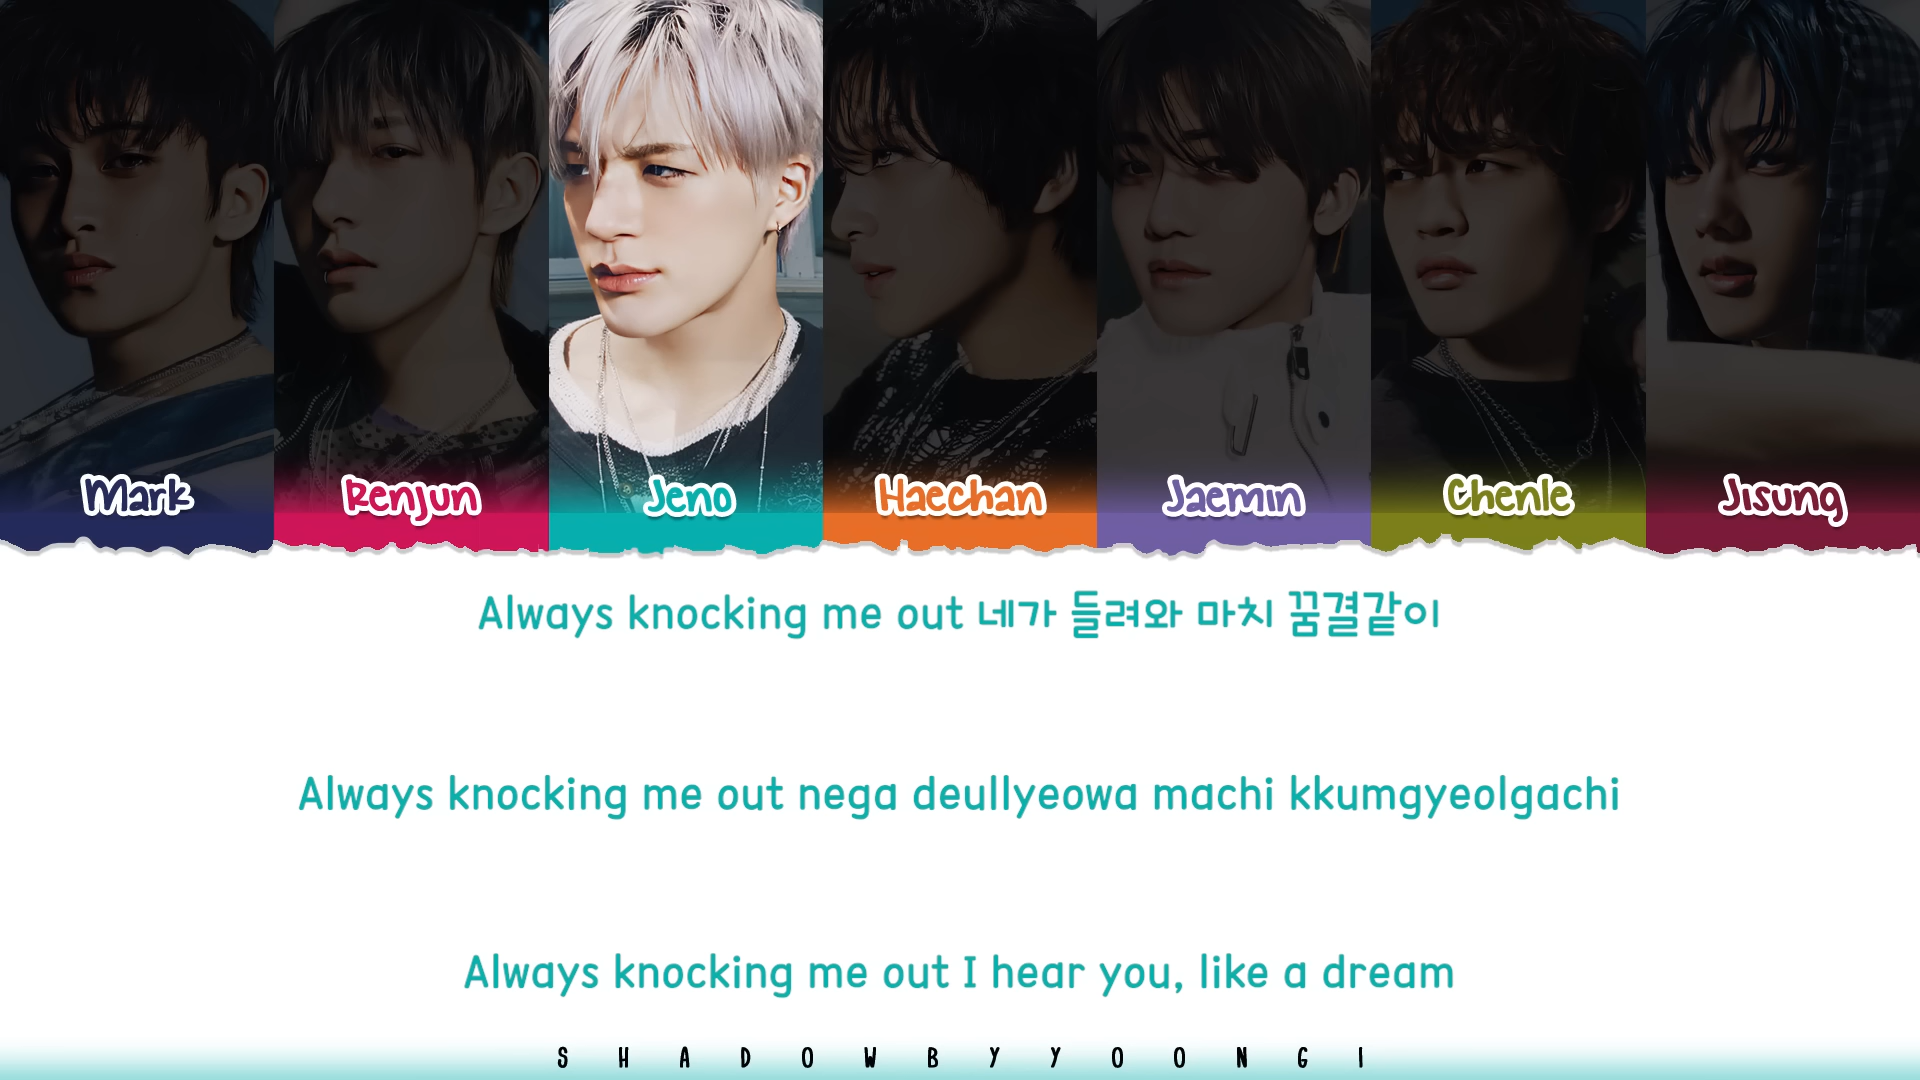 Mark Renjun Jeno Haechan Jaemin Chenle Jisung
Always knocking me out 네가 들려와 마치 꿈결같이
Always knocking me out nega deullyeowa machi kkumgyeolgachi
Always knocking me out I hear you, like a dream
SHADOWBYYOONGI